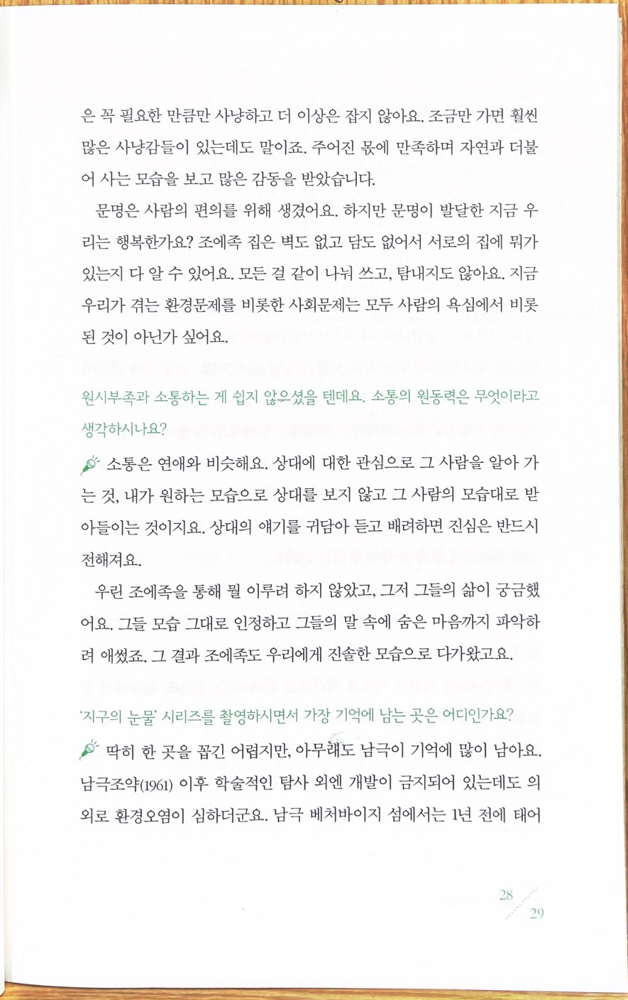 은 꼭 필요한 만큼만 사냥하고 더 이상은 잡지 않아요. 조금만 가면 훨씬
많은 사냥감들이 있는데도 말이죠. 주어진 몫에 만족하며 자연과 더불
어 사는 모습을 보고 많은 감동을 받았습니다.
문명은 사람의 편의를 위해 생겼어요. 하지만 문명이 발달한 지금 우
리는 행복한가요? 조에족 집은 벽도 없고 담도 없어서 서로의 집에 뭐가
있는지 다 알 수 있어요. 모든 걸 같이 나눠 쓰고, 탐내지도 않아요. 지금
우리가 겪는 환경문제를 비롯한 사회문제는 모두 사람의 욕심에서 비롯
된 것이 아닌가 싶어요.
원시부족과 소통하는 게 쉽지 않으셨을 텐데요. 소통의 원동력은 무엇이라고
생각하시나요?
소통은 연애와 비슷해요. 상대에 대한 관심으로 그 사람을 알아 가
는 것, 내가 원하는 모습으로 상대를 보지 않고 그 사람의 모습대로 받
아들이는 것이지요. 상대의 얘기를 귀담아 듣고 배려하면 진심은 반드시
전해져요.
우린 조에족을 통해 뭘 이루려 하지 않았고, 그저 그들의 삶이 궁금했
어요. 그들 모습 그대로 인정하고 그들의 말 속에 숨은 마음까지 파악하
려 애썼죠. 그 결과 조에족도 우리에게 진솔한 모습으로 다가왔고요.
'지구의 눈물' 시리즈를 촬영하시면서 가장 기억에 남는 곳은 어디인가요?
딱히 한 곳을 꼽긴 어렵지만, 아무래도 남극이 기억에 많이 남아요.
남극조약(1961) 이후 학술적인 탐사 외엔 개발이 금지되어 있는데도 의
외로 환경오염이 심하더군요. 남극 베처바이지 섬에서는 1년 전에 태어
28
29